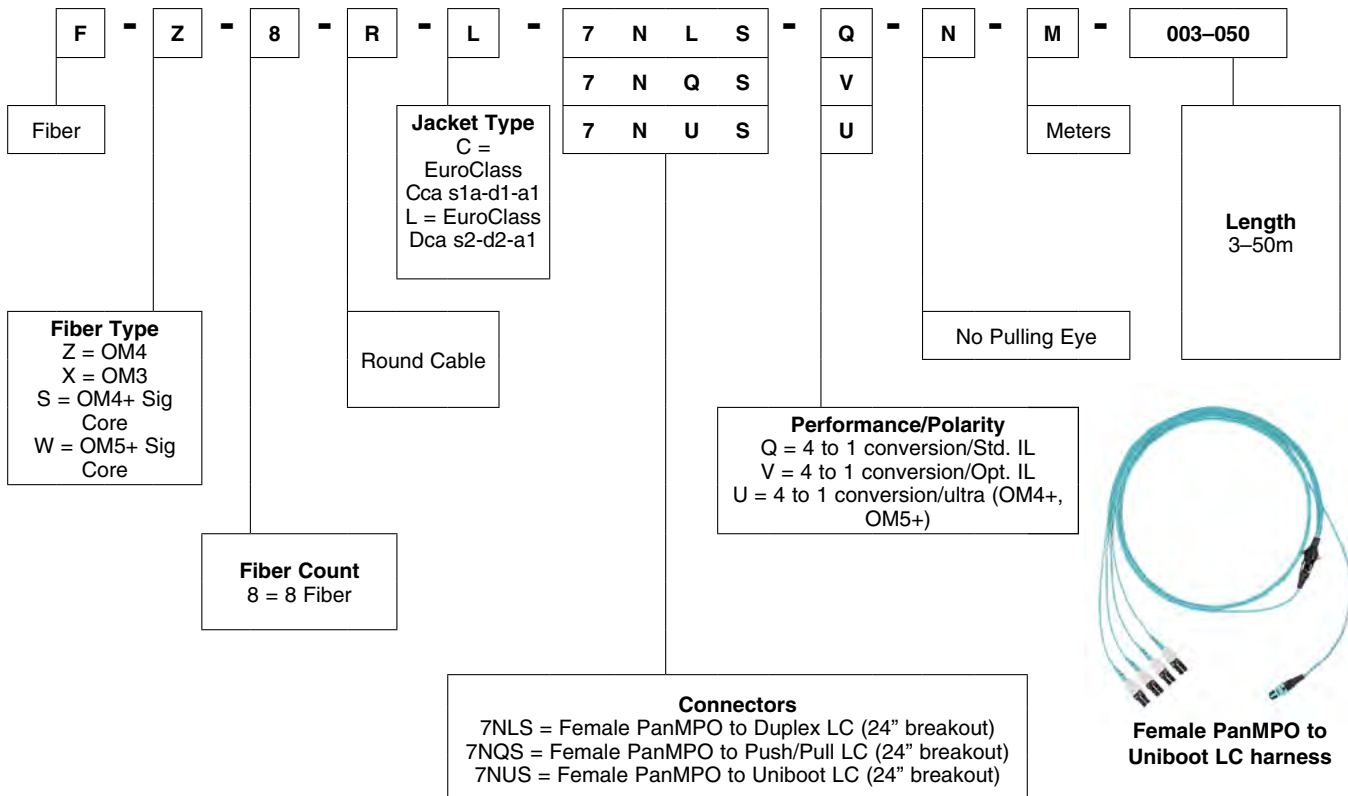 F - Z - 8 - R - L - 7 N L S - Q - N - M - 003–050
7 N Q S V
7 N U S U
Fiber
Jacket Type
C =
EuroClass
Cca s1a-d1-a1
L = EuroClass
Dca s2-d2-a1
Meters
Length
3–50m
Fiber Type
Z = OM4
X = OM3
S = OM4+ Sig
Core
W = OM5+ Sig
Core
Round Cable
No Pulling Eye
Performance/Polarity
Q = 4 to 1 conversion/Std. IL
V = 4 to 1 conversion/Opt. IL
U = 4 to 1 conversion/ultra (OM4+,
OM5+)
Fiber Count
8 = 8 Fiber
Connectors
7NLS = Female PanMPO to Duplex LC (24” breakout)
7NQS = Female PanMPO to Push/Pull LC (24” breakout)
7NUS = Female PanMPO to Uniboot LC (24” breakout)
Female PanMPO to
Uniboot LC harness